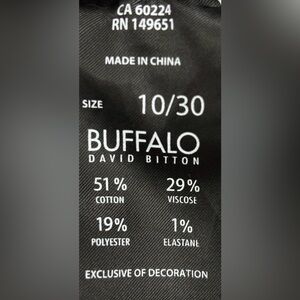 CA 60224
RN 149651
MADE IN CHINA
SIZE 10/30
BUFFALO
DAVID BITTON
51% 29%
COTTON VISCOSE
19% 1%
POLYESTER ELASTANE
EXCLUSIVE OF DECORATION